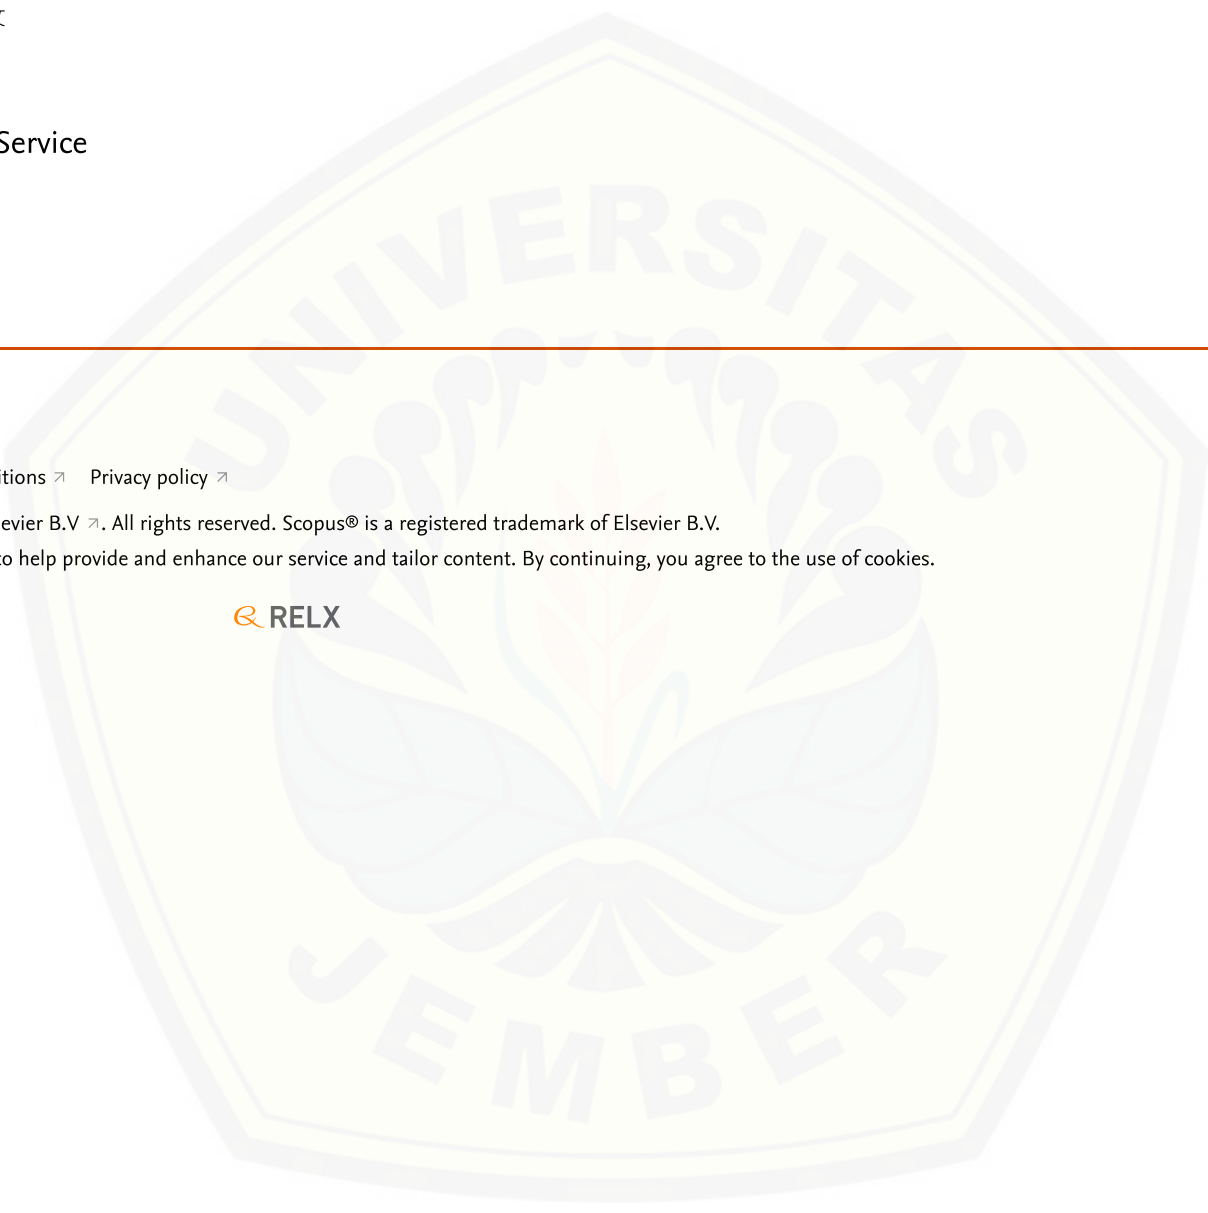 Service
UNIVERSITAS
itions Privacy policy
evier B.V . All rights reserved. Scopus® is a registered trademark of Elsevier B.V.
to help provide and enhance our service and tailor content. By continuing, you agree to the use of cookies.
RELX
JEMBER